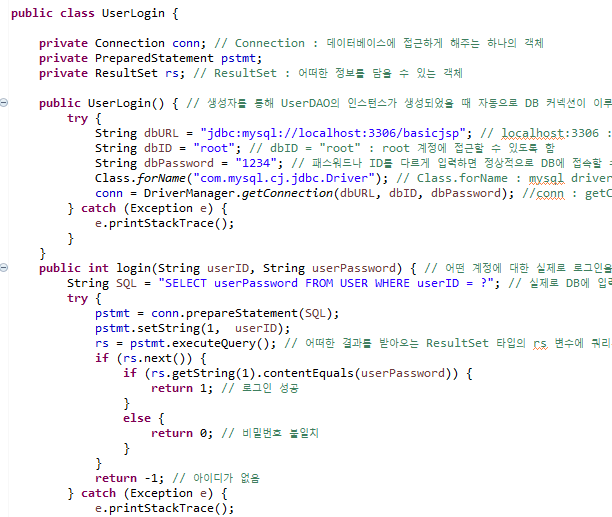 public class UserLogin {
private Connection conn; // Connection : 데이터베이스에 접근하게 해주는 하나의 객체
private PreparedStatement pstmt;
private ResultSet rs; // ResultSet : 어떠한 정보를 담을 수 있는 객체
public UserLogin() { // 생성자를 통해 UserDAO의 인스턴스가 생성되었을 때 자동으로 DB 커넥션이 이루
try {
String dbURL = "jdbc:mysql://localhost:3306/basicjsp"; // localhost:3306 :
String dbID = "root"; // dbID = "root" : root 계정에 접근할 수 있도록 함
String dbPassword = "1234"; // 패스워드나 ID를 다르게 입력하면 정상적으로 DB에 접속할 수
Class.forName("com.mysql.cj.jdbc.Driver"); // Class.forName : mysql driver
conn = DriverManager.getConnection(dbURL, dbID, dbPassword); //conn : getC
} catch (Exception e) {
e.printStackTrace();
}
}
public int login(String userID, String userPassword) { // 어떤 계정에 대한 실제로 로그인을
String SQL = "SELECT userPassword FROM USER WHERE userID = ?"; // 실제로 DB에 입력
try {
pstmt = conn.prepareStatement(SQL);
pstmt.setString(1,  userID);
rs = pstmt.executeQuery(); // 어떠한 결과를 받아오는 ResultSet 타입의 rs 변수에 쿼리
if (rs.next()) {
if (rs.getString(1).contentEquals(userPassword)) {
return 1; // 로그인 성공
}
else {
return 0; // 비밀번호 불일치
}
}
return -1; // 아이디가 없음
} catch (Exception e) {
e.printStackTrace();